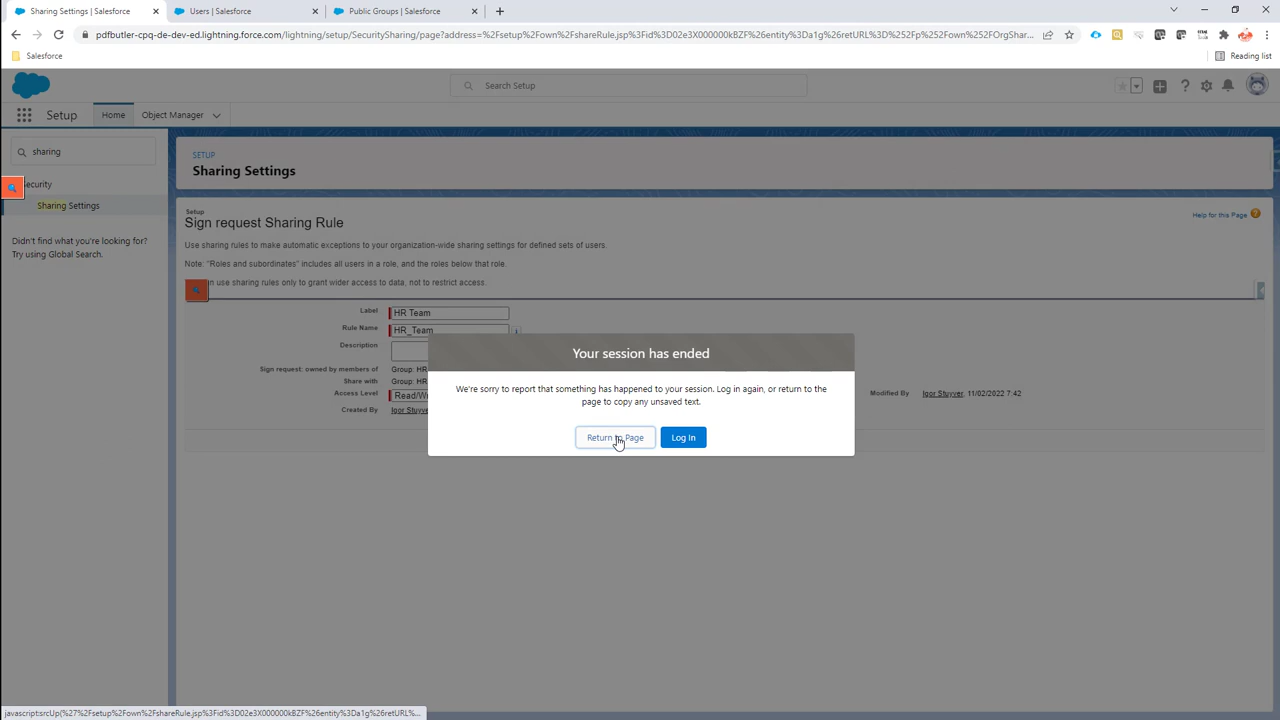 Sharing Settings | Salesforce
Users | Salesforce
Public Groups | Salesforce
pdfbutler-cpq-de-dev-ed.lightning.force.com/lightning/setup/SecuritySharing/page?address=%2Fsetup%2Fown%2FshareRule.jsp%3Fid%3D02e3X000000kBZF%26entity%3Da1g%26retURL%3D%252Fp%252Fown%252FOrgShar...
Salesforce
Reading list
Search Setup
Setup
Home
Object Manager
sharing
ecurity
Sharing Settings
Didn't find what you're looking for?
Try using Global Search.
SETUP
Sharing Settings
Setup
Sign request Sharing Rule
Help for this Page
Use sharing rules to make automatic exceptions to your organization-wide sharing settings for defined sets of users.
Note: "Roles and subordinates" includes all users in a role, and the roles below that role.
n use sharing rules only to grant wider access to data, not to restrict access.
Label
HR Team
Rule Name
HR_Team
i
Description
Sign request: owned by members of
Group: HR
Share with
Group: HR
Access Level
Read/Wr
Created By
Igor Stuyve
Modified By
Igor Stuyver, 11/02/2022 7:42
Your session has ended
We're sorry to report that something has happened to your session. Log in again, or return to the
page to copy any unsaved text.
Return to Page
Log In
javascript:srcUp(%27%2Fsetup%2Fown%2FshareRule.jsp%3Fid%3D02e3X000000kBZF%26entity%3Da1g%26retURL%...